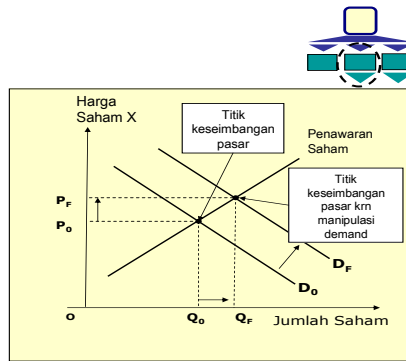 Harga
Saham X
Titik
keseimbangan
pasar
Penawaran
Saham
Titik
keseimbangan
pasar krn
manipulasi
demand
PF
P0
DF
D0
O
Q0
QF
Jumlah Saham